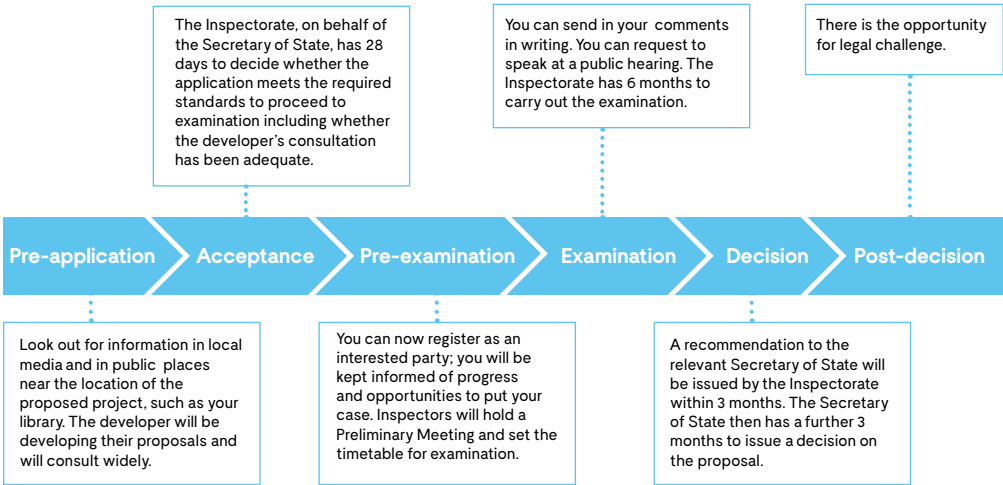 The Inspectorate, on behalf of
the Secretary of State, has 28
days to decide whether the
application meets the required
standards to proceed to
examination including whether
the developer's consultation
has been adequate.
You can send in your comments
in writing. You can request to
speak at a public hearing. The
Inspectorate has 6 months to
carry out the examination.
There is the opportunity
for legal challenge.
Pre-application
Acceptance
Pre-examination
Examination
Decision
Post-decision
Look out for information in local
media and in public places
near the location of the
proposed project, such as your
library. The developer will be
developing their proposals and
will consult widely.
You can now register as an
interested party; you will be
kept informed of progress
and opportunities to put your
case. Inspectors will hold a
Preliminary Meeting and set the
timetable for examination.
A recommendation to the
relevant Secretary of State will
be issued by the Inspectorate
within 3 months. The Secretary
of State then has a further 3
months to issue a decision on
the proposal.